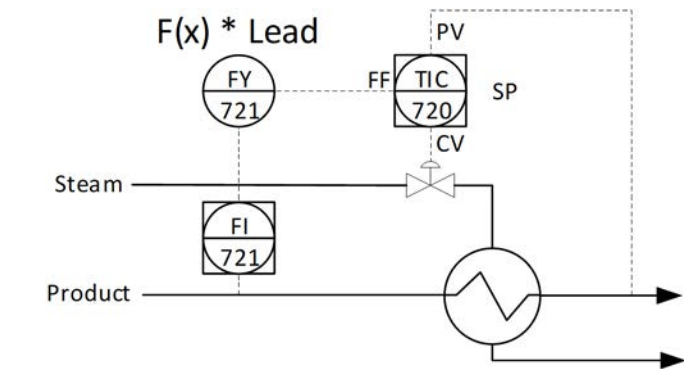 F(x) * Lead
PV
FY
721
FF
TIC
720
SP
CV
Steam
FI
721
Product